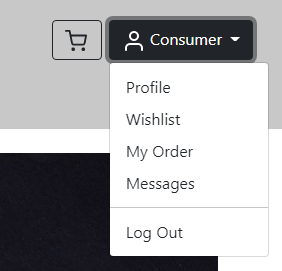 Consumer
Profile
Wishlist
My Order
Messages
Log Out